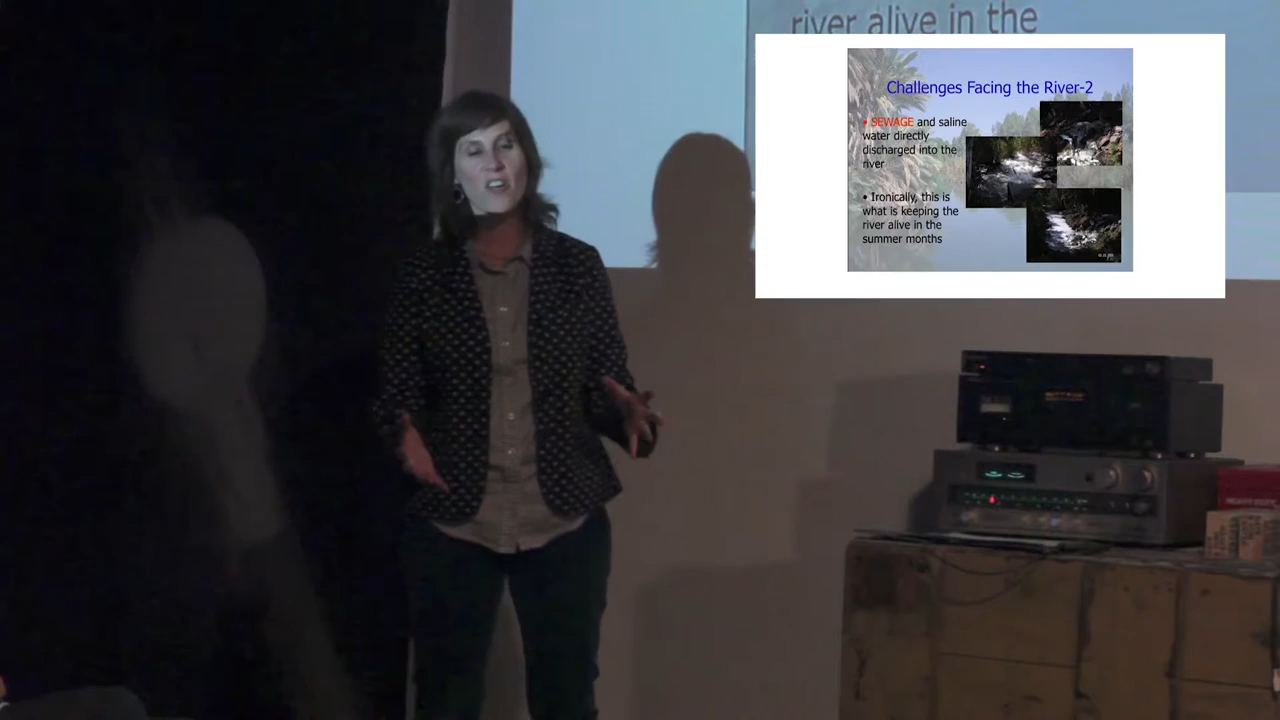 river alive in the
Challenges Facing the River-2
• SEWAGE and saline
water directly
discharged into the
river
• Ironically, this is
what is keeping the
river alive in the
summer months